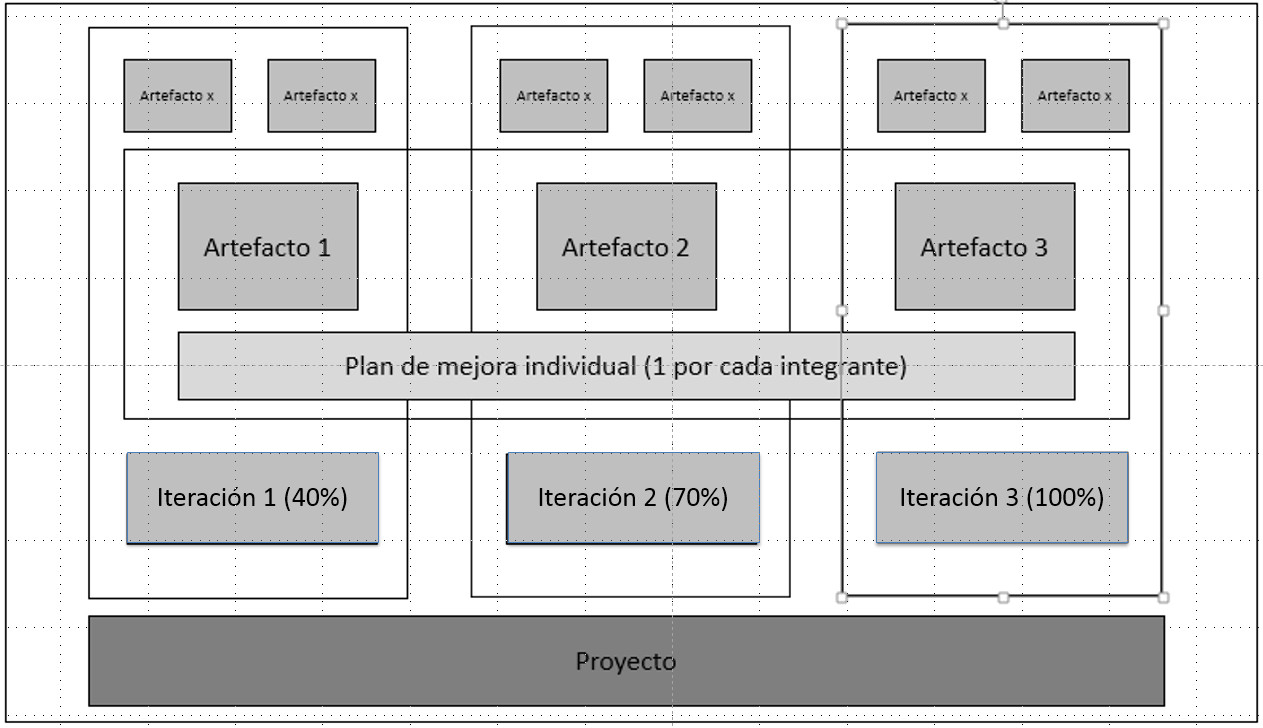 Artefacto x
Artefacto x
Artefacto x
Artefacto x
Artefacto x
Artefacto x
Artefacto 1
Artefacto 2
Artefacto 3
Plan de mejora individual (1 por cada integrante)
Iteración 1 (40%)
Iteración 2 (70%)
Iteración 3 (100%)
Proyecto